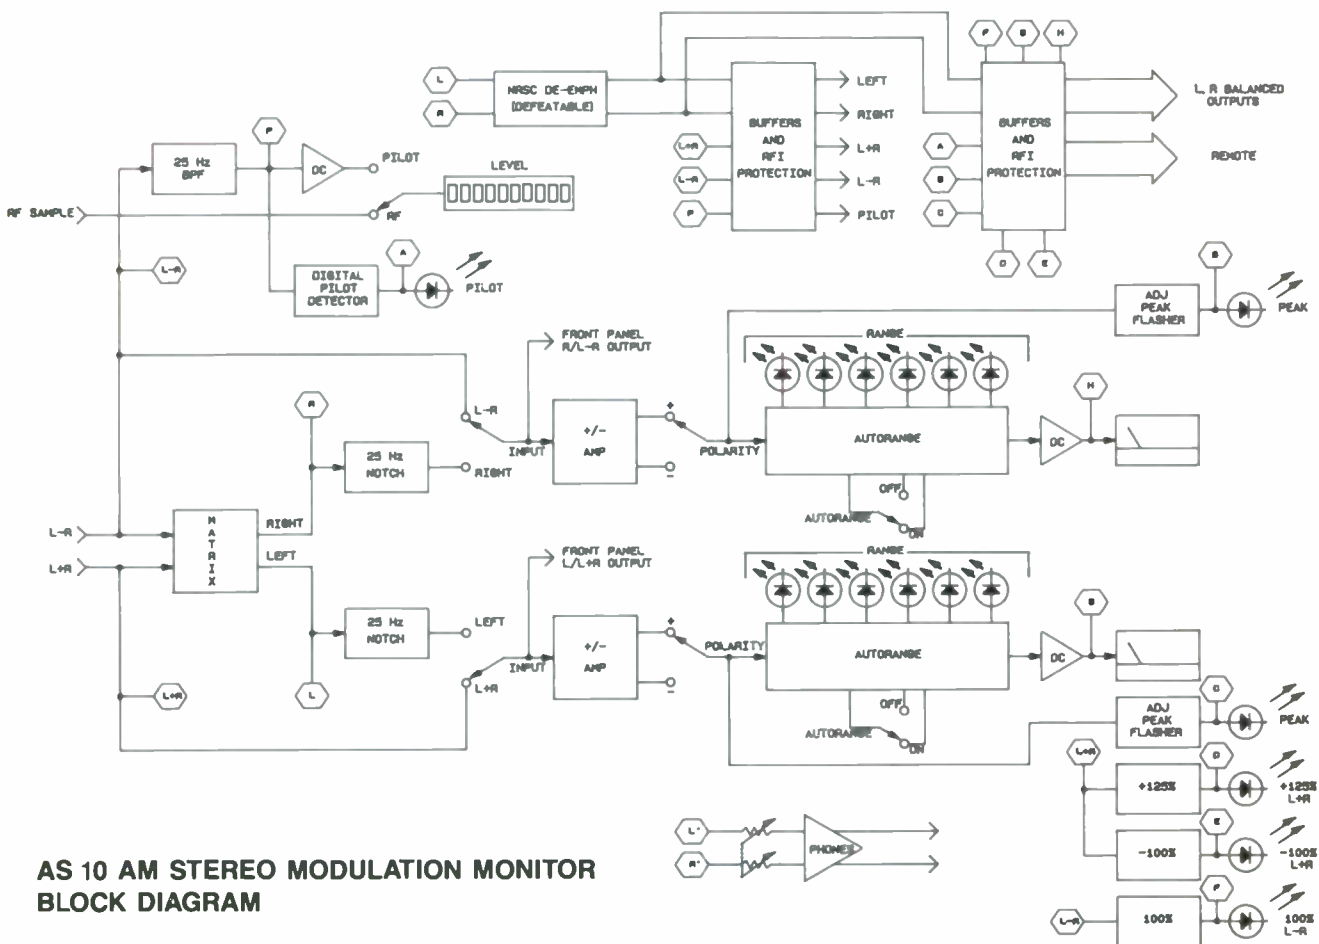 F
G
H
L
R
NRSC DE-EMPH
(DEFEATABLE)
BUFFERS
AND
RFI
PROTECTION
LEFT
RIGHT
L+R
L-R
PILOT
L+R
L-R
P
BUFFERS
AND
RFI
PROTECTION
A
B
C
D
E
L, R BALANCED
OUTPUTS
REMOTE
P
25 Hz
BPF
DC
PILOT
LEVEL
RF SAMPLE
RF
L-R
DIGITAL
PILOT
DETECTOR
A
PILOT
B
ADJ
PEAK
FLASHER
PEAK
FRONT PANEL
R/L-R OUTPUT
RANGE
R
25 Hz
NOTCH
L-R
RIGHT
INPUT
+/-
AMP
+
-
POLARITY
AUTORANGE
OFF
AUTORANGE
ON
DC
H
L-R
L+R
MATRIX
RIGHT
LEFT
FRONT PANEL
L/L+R OUTPUT
RANGE
25 Hz
NOTCH
LEFT
L+R
INPUT
+/-
AMP
+
-
POLARITY
AUTORANGE
OFF
AUTORANGE
ON
DC
G
L
L+R
C
ADJ
PEAK
FLASHER
PEAK
L+R
D
+125%
+125%
L+R
E
-100%
-100%
L+R
F
L-R
100%
100%
L-R
L'
R'
PHONES
AS 10 AM STEREO MODULATION MONITOR
BLOCK DIAGRAM